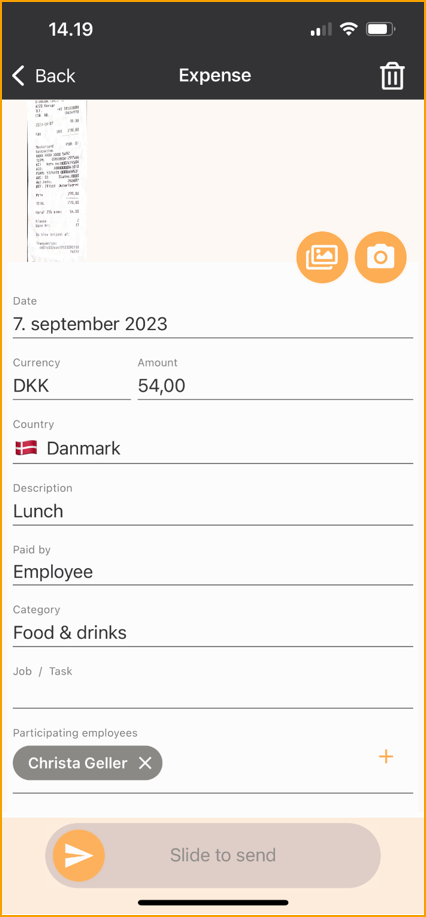 14.19
Back
Expense
Date
7. september 2023
Currency
Amount
DKK
54,00
Country
Danmark
Description
Lunch
Paid by
Employee
Category
Food & drinks
Job / Task
Participating employees
Christa Geller
Slide to send